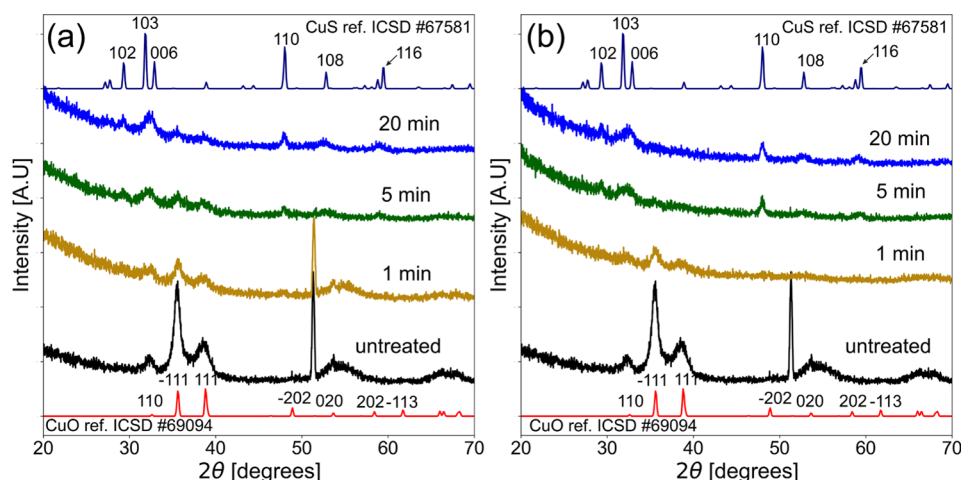 (a)
CuS ref. ICSD #67581
103
102
006
110
108
116
20 min
5 min
1 min
untreated
-111
111
110
-202
020
202
-113
CuO ref. ICSD #69094
20
30
40
50
60
70
2θ [degrees]
Intensity [A.U]
(b)
CuS ref. ICSD #67581
103
102
006
110
108
116
20 min
5 min
1 min
untreated
-111
111
110
-202
020
202
-113
CuO ref. ICSD #69094
20
30
40
50
60
70
2θ [degrees]
Intensity [A.U]